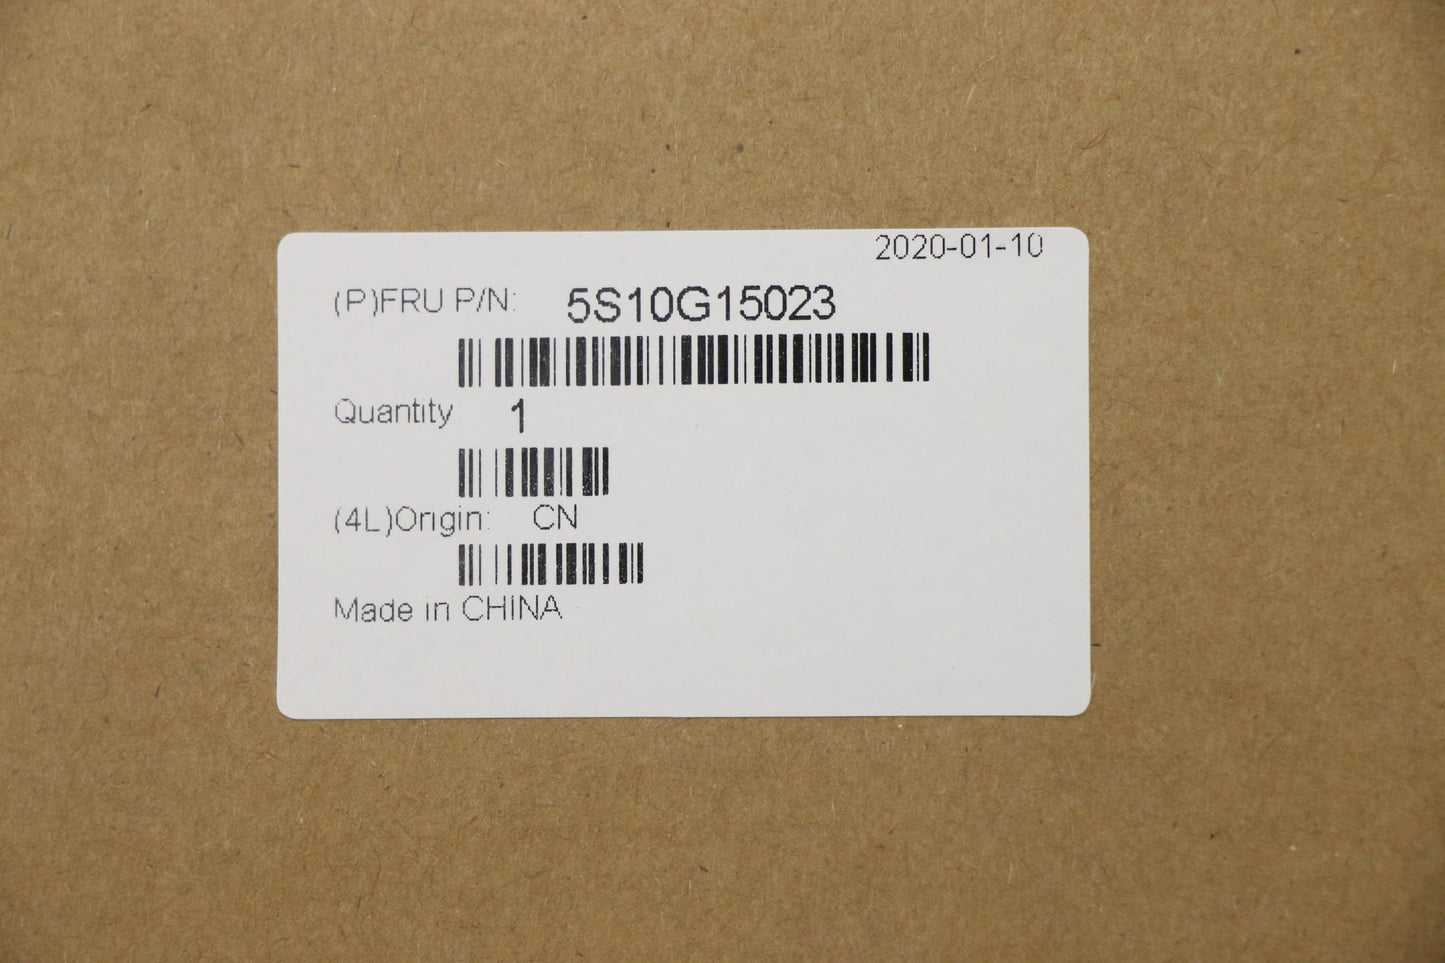 2020-01-10
(P)FRU P/N: 5S10G15023
Quantity 1
(4L)Origin: CN
Made in CHINA